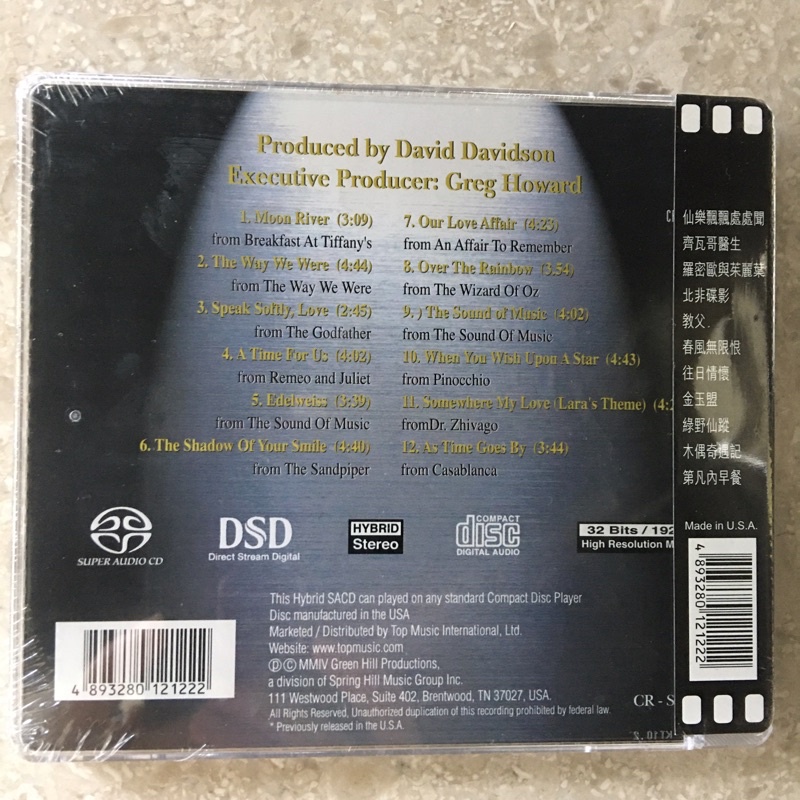 Produced by David Davidson
Executive Producer: Greg Howard
1. Moon River (3:09)
from Breakfast At Tiffany's
2. The Way We Were (4:44)
from The Way We Were
3. Speak Softly, Love (2:45)
from The Godfather
4. A Time For Us (4:02)
from Remeo and Juliet
5. Edelweiss (3:39)
from The Sound Of Music
6. The Shadow Of Your Smile (4:40)
from The Sandpiper
7. Our Love Affair (4:23)
from An Affair To Remember
8. Over The Rainbow (3:54)
from The Wizard Of Oz
9. ) The Sound of Music (4:02)
from The Sound Of Music
10. When You Wish Upon A Star (4:43)
from Pinocchio
11. Somewhere My Love (Lara's Theme)
fromDr. Zhivago
12. As Time Goes By (3:44)
from Casablanca
SUPER AUDIO CD
DSD
Direct Stream Digital
HYBRID
Stereo
COMPACT
disc
DIGITAL AUDIO
32 Bits / 192
High Resolution M
This Hybrid SACD can played on any standard Compact Disc Player
Disc manufactured in the USA
Marketed / Distributed by Top Music International, Ltd.
Website: www.topmusic.com
Ⓟ© MMIV Green Hill Productions,
a division of Spring Hill Music Group Inc.
111 Westwood Place, Suite 402, Brentwood, TN 37027, USA.
All Rights Reserved, Unauthorized duplication of this recording prohibited by federal law.
* Previously released in the U.S.A.
4 893280 121222
CR - S
仙樂飄飄處處聞
齊瓦哥醫生
羅密歐與茱麗葉
北非碟影
教父
春風無限恨
往日情懷
金玉盟
綠野仙蹤
木偶奇遇記
第凡內早餐
Made in U.S.A.
4 893280 121222